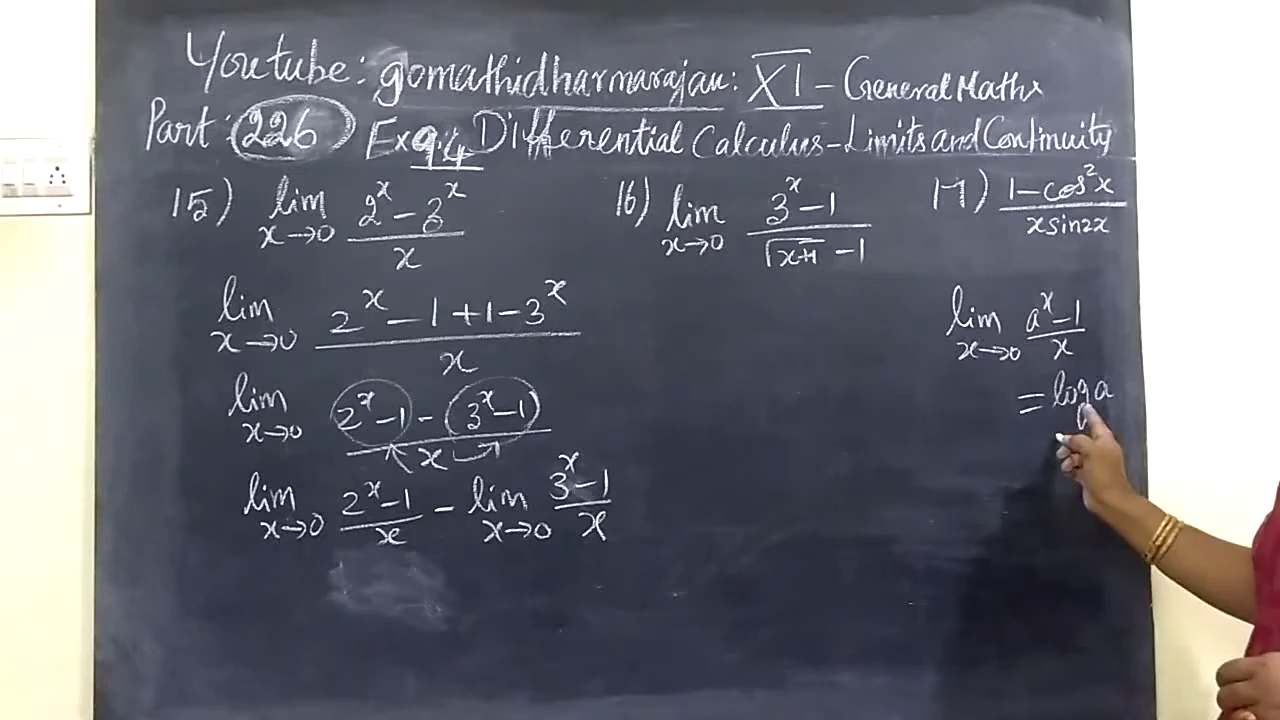 Youtube: gomathidharmarajan: XI - General Maths
Part: 226 Ex 9.4 Differential Calculus - Limits and Continuity
15) lim x→0 (2^x - 3^x)/x
16) lim x→0 (3^x - 1)/(√(x+1) - 1)
17) (1 - cos²x)/(x sin2x)
lim x→0 (2^x - 1 + 1 - 3^x)/x
lim x→0 (2^x - 1 - (3^x - 1))/x
lim x→0 (2^x - 1)/x - lim x→0 (3^x - 1)/x
lim x→0 (a^x - 1)/x
= log a